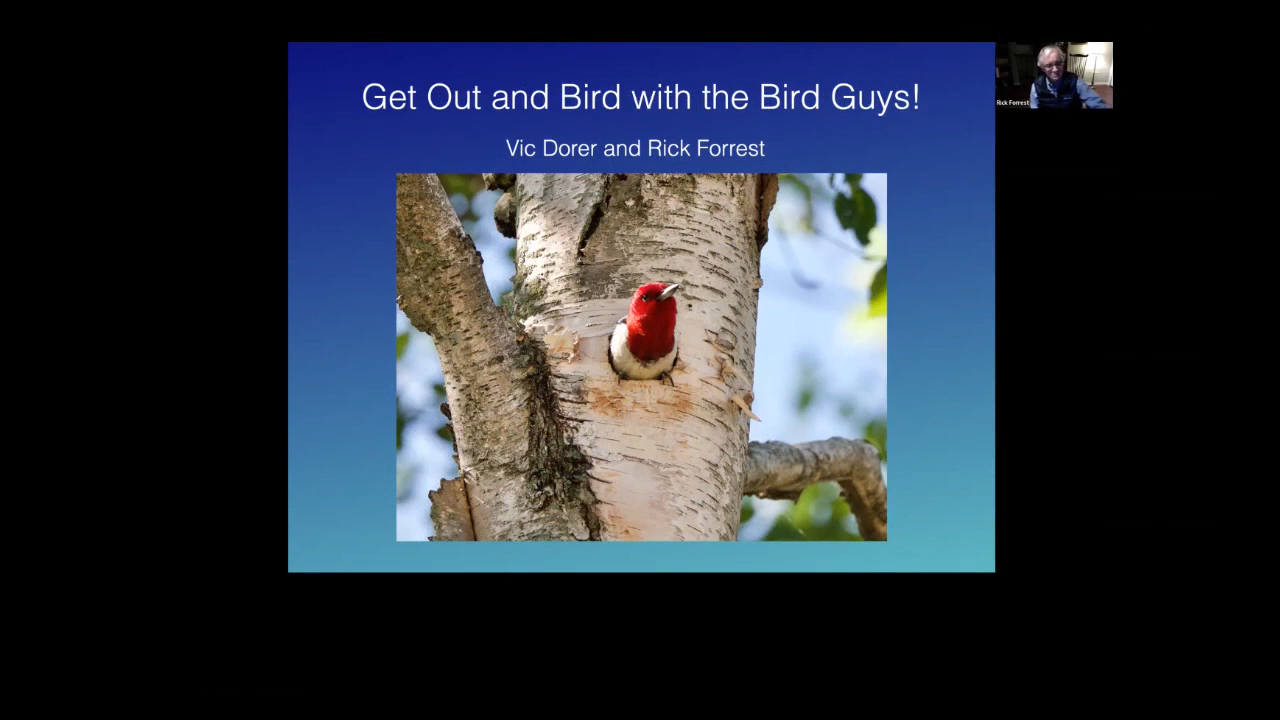 Get Out and Bird with the Bird Guys!
Vic Dorer and Rick Forrest
Rick Forrest